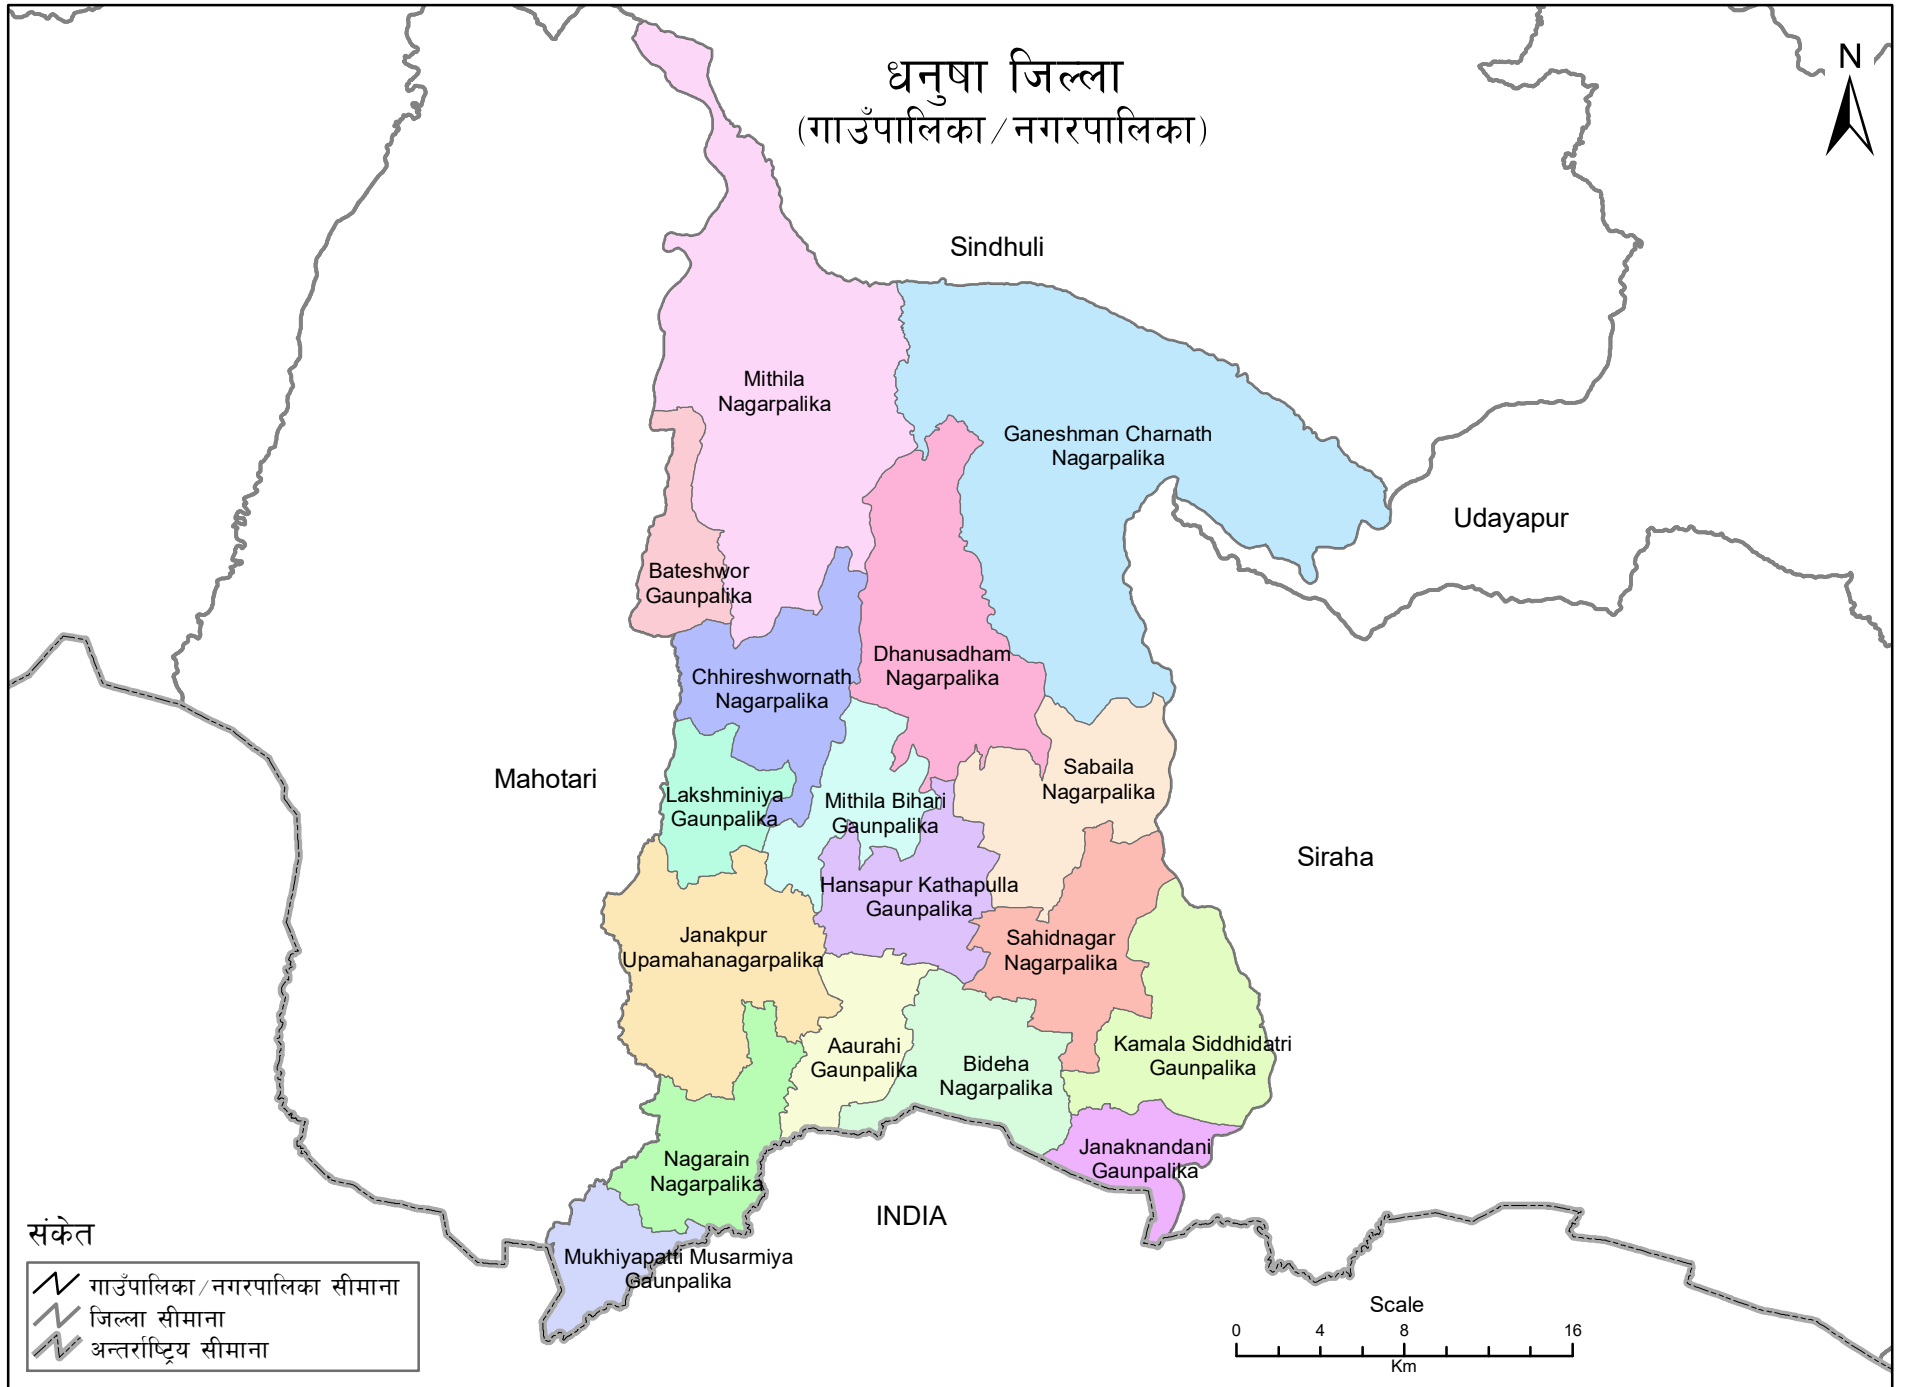 धनुषा जिल्ला
(गाउँपालिका/नगरपालिका)
N
Sindhuli
Mithila
Nagarpalika
Ganeshman Charnath
Nagarpalika
Udayapur
Bateshwor
Gaunpalika
Dhanusadham
Nagarpalika
Chhireshwornath
Nagarpalika
Mahotari
Sabaila
Nagarpalika
Lakshminiya
Gaunpalika
Mithila Bihari
Gaunpalika
Siraha
Hansapur Kathapulla
Gaunpalika
Janakpur
Upamahanagarpalika
Sahidnagar
Nagarpalika
Aaurahi
Gaunpalika
Bideha
Nagarpalika
Kamala Siddhidatri
Gaunpalika
Janaknandani
Gaunpalika
Nagarain
Nagarpalika
INDIA
Mukhiyapatti Musarmiya
Gaunpalika
संकेत
गाउँपालिका/नगरपालिका सीमाना
जिल्ला सीमाना
अन्तर्राष्ट्रिय सीमाना
Scale
0 4 8 16
Km